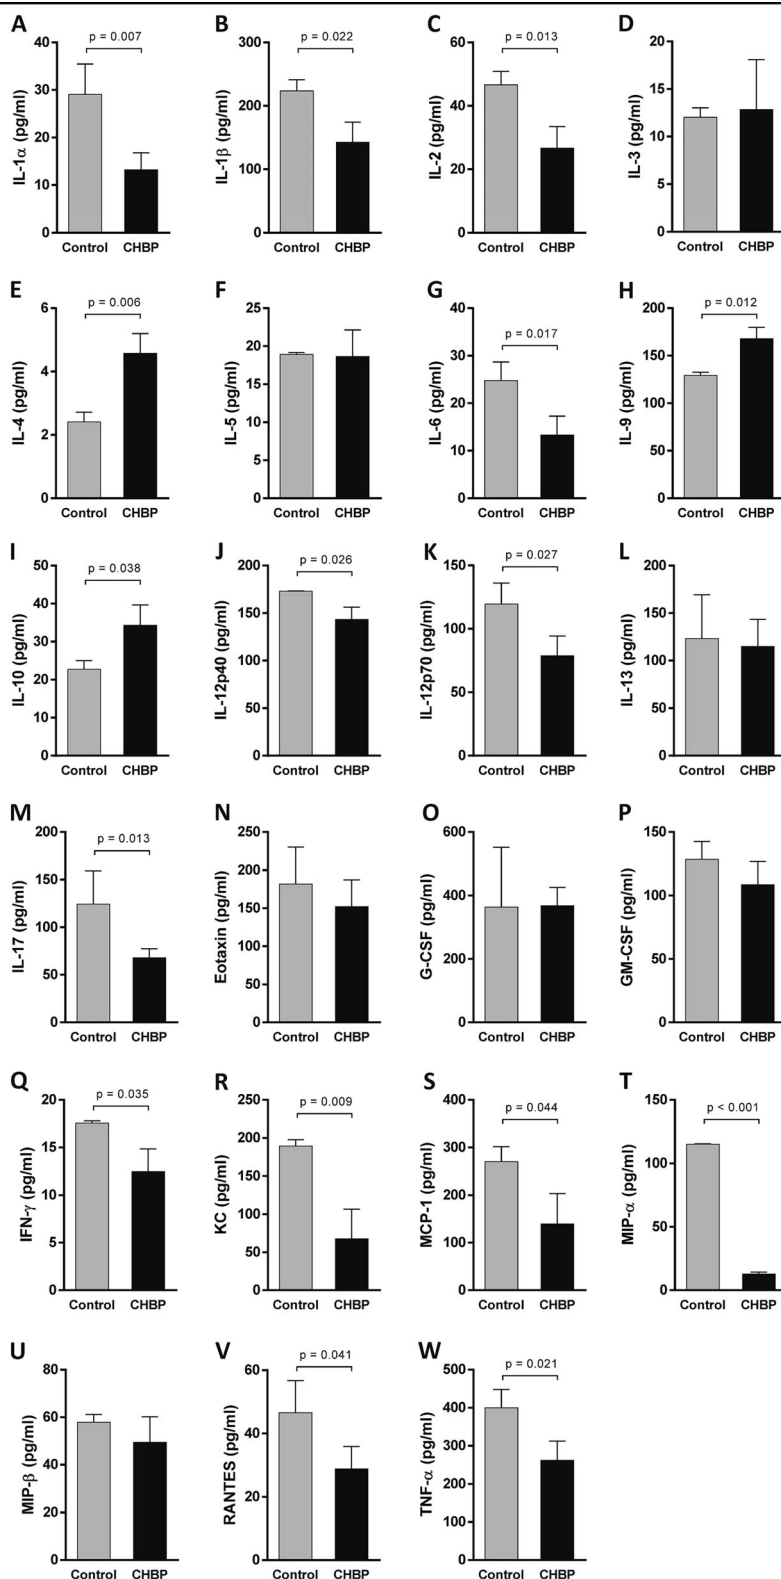 A
p = 0.007
IL-1α (pg/ml)
40
30
20
10
0
Control CHBP
B
p = 0.022
IL-1β (pg/ml)
300
200
100
0
Control CHBP
C
p = 0.013
IL-2 (pg/ml)
60
40
20
0
Control CHBP
D
IL-3 (pg/ml)
20
15
10
5
0
Control CHBP
E
p = 0.006
IL-4 (pg/ml)
6
4
2
0
Control CHBP
F
IL-5 (pg/ml)
25
20
15
10
5
0
Control CHBP
G
p = 0.017
IL-6 (pg/ml)
40
30
20
10
0
Control CHBP
H
p = 0.012
IL-9 (pg/ml)
200
150
100
50
0
Control CHBP
I
p = 0.038
IL-10 (pg/ml)
50
40
30
20
10
0
Control CHBP
J
p = 0.026
IL-12p40 (pg/ml)
200
150
100
50
0
Control CHBP
K
p = 0.027
IL-12p70 (pg/ml)
150
100
50
0
Control CHBP
L
IL-13 (pg/ml)
200
150
100
50
0
Control CHBP
M
p = 0.013
IL-17 (pg/ml)
200
150
100
50
0
Control CHBP
N
Eotaxin (pg/ml)
250
200
150
100
50
0
Control CHBP
O
G-CSF (pg/ml)
600
400
200
0
Control CHBP
P
GM-CSF (pg/ml)
150
100
50
0
Control CHBP
Q
p = 0.035
IFN-γ (pg/ml)
20
15
10
5
0
Control CHBP
R
p = 0.009
KC (pg/ml)
250
200
150
100
50
0
Control CHBP
S
p = 0.044
MCP-1 (pg/ml)
400
300
200
100
0
Control CHBP
T
p < 0.001
MIP-α (pg/ml)
150
100
50
0
Control CHBP
U
MIP-β (pg/ml)
80
60
40
20
0
Control CHBP
V
p = 0.041
RANTES (pg/ml)
60
40
20
0
Control CHBP
W
p = 0.021
TNF-α (pg/ml)
500
400
300
200
100
0
Control CHBP